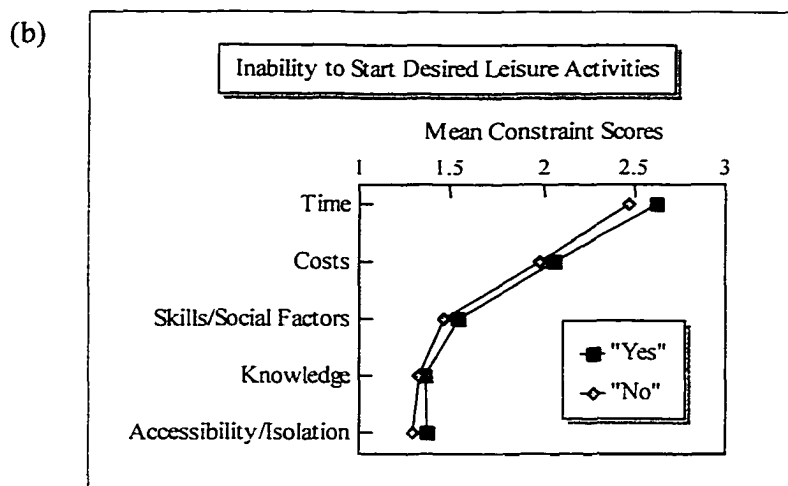 (b)
Inability to Start Desired Leisure Activities
Mean Constraint Scores
1 1.5 2 2.5 3
Time
Costs
Skills/Social Factors
Knowledge
Accessibility/Isolation
"Yes"
"No"